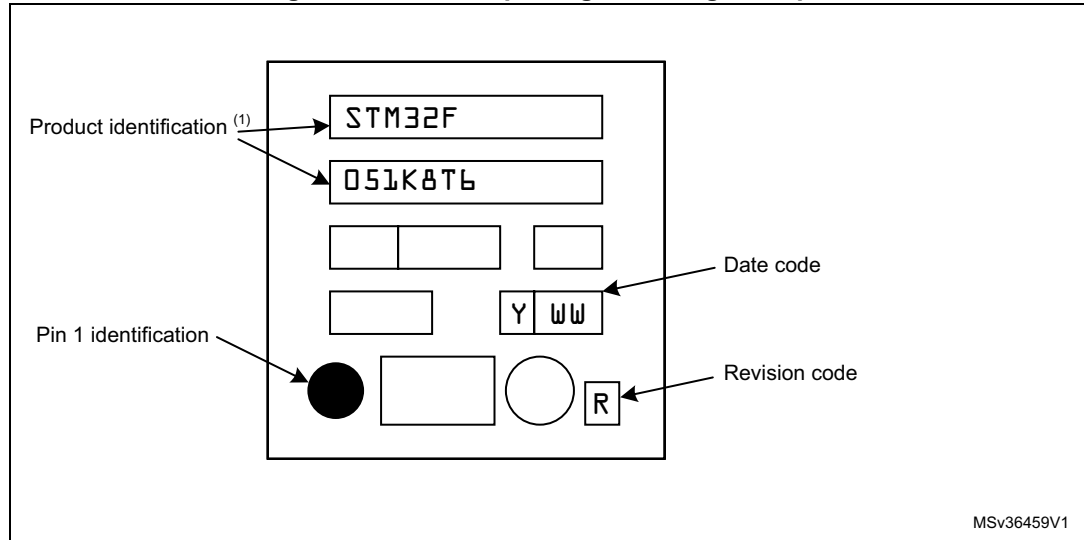 Product identification (1)
STM32F
051K8T6
Date code
Y WW
Pin 1 identification
Revision code
R
MSv36459V1